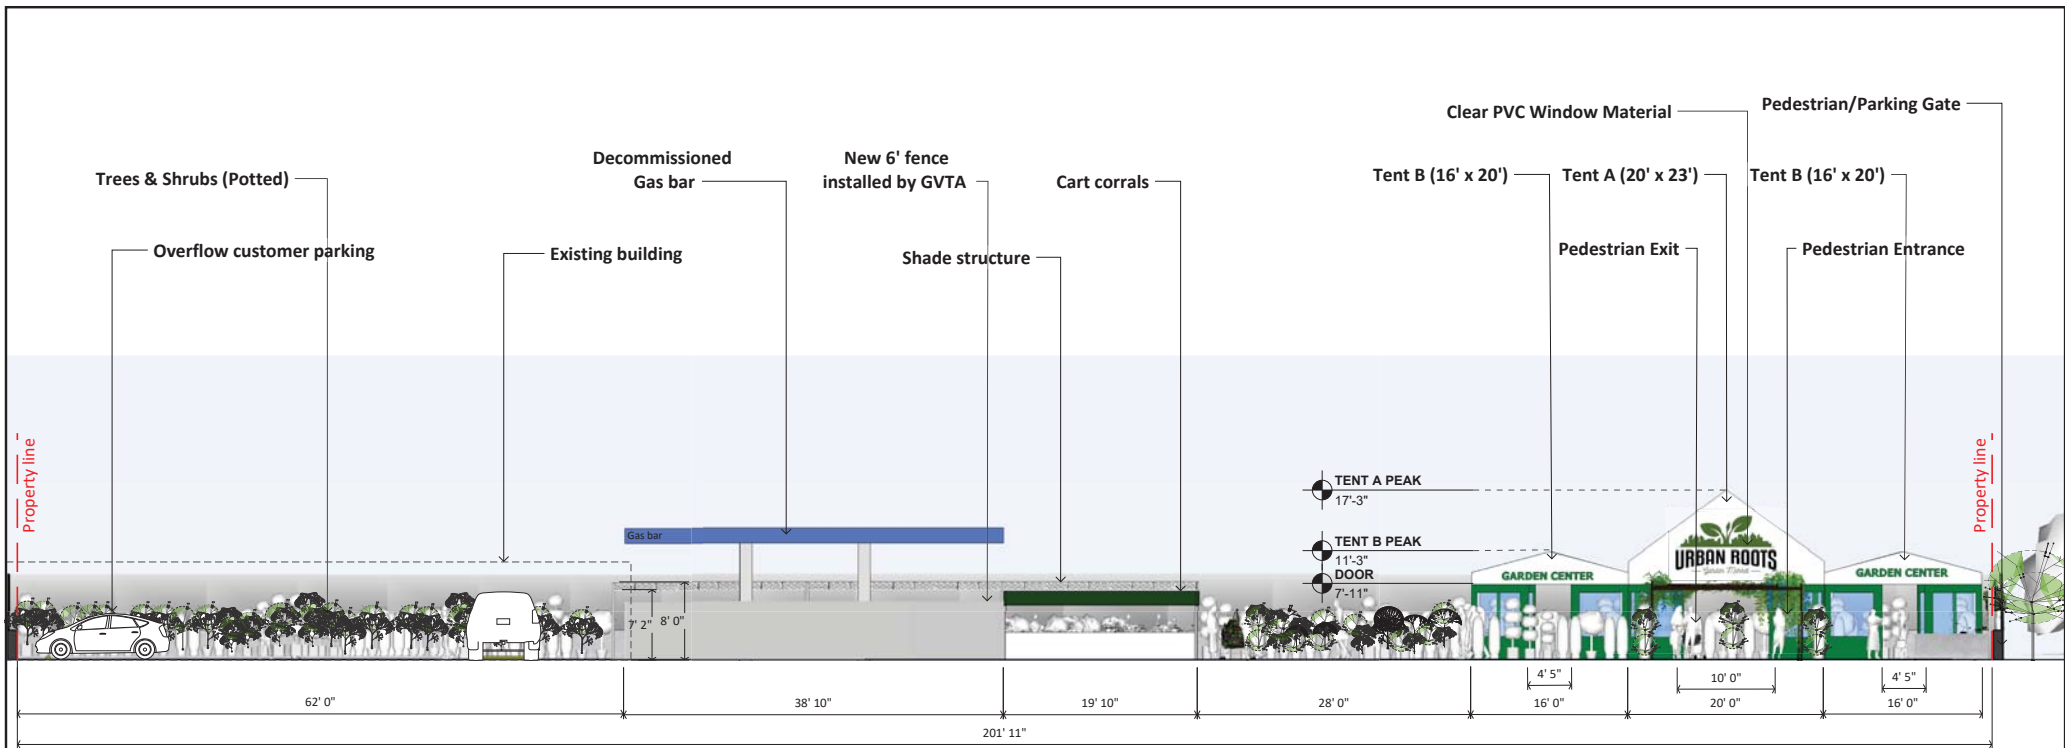 Clear PVC Window Material
Pedestrian/Parking Gate
Decommissioned
Gas bar
New 6' fence
installed by GVTA
Trees & Shrubs (Potted)
Cart corrals
Tent B (16' x 20')
Tent A (20' x 23')
Tent B (16' x 20')
Overflow customer parking
Existing building
Shade structure
Pedestrian Exit
Pedestrian Entrance
Property line
Property line
TENT A PEAK
17'-3"
TENT B PEAK
11'-3"
DOOR
7'-11"
Gas bar
URBAN ROOTS
GARDEN CENTER
GARDEN CENTER
7' 2"
8' 0"
4' 5"
10' 0"
4' 5"
62' 0"
38' 10"
19' 10"
28' 0"
16' 0"
20' 0"
16' 0"
201' 11"